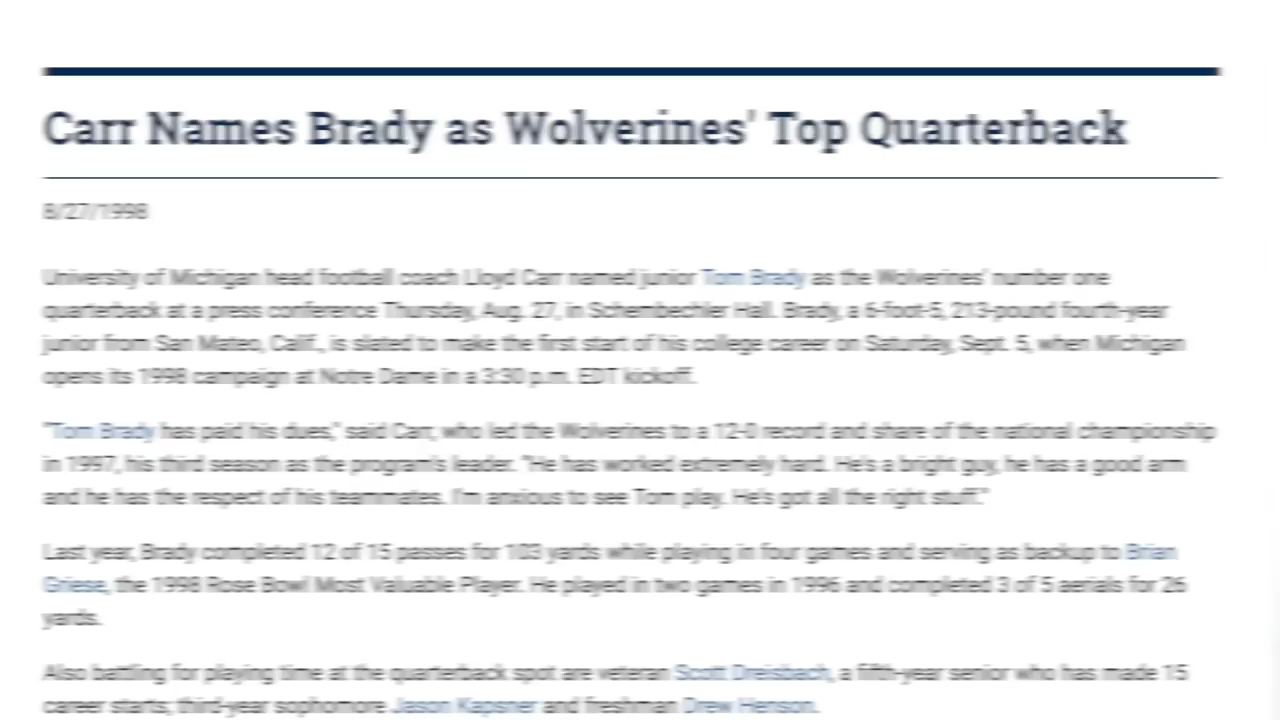 Carr Names Brady as Wolverines' Top Quarterback
8/27/1998
University of Michigan head football coach Lloyd Carr named junior Tom Brady as the Wolverines' number one
quarterback at a press conference Thursday, Aug. 27, in Schembechler Hall. Brady, a 6-foot-5, 213-pound fourth-year
junior from San Mateo, Calif., is slated to make the first start of his college career on Saturday, Sept. 5, when Michigan
opens its 1998 campaign at Notre Dame in a 3:30 p.m. EDT kickoff.
"Tom Brady has paid his dues," said Carr, who led the Wolverines to a 12-0 record and share of the national championship
in 1997, his third season as the program's leader. "He has worked extremely hard. He's a bright guy, he has a good arm
and he has the respect of his teammates. I'm anxious to see Tom play. He's got all the right stuff."
Last year, Brady completed 12 of 15 passes for 103 yards while playing in four games and serving as backup to Brian
Griese, the 1998 Rose Bowl Most Valuable Player. He played in two games in 1996 and completed 3 of 5 aerials for 26
yards.
Also battling for playing time at the quarterback spot are veteran Scott Dreisbach, a fifth-year senior who has made 15
career starts, third-year sophomore Jason Kapsner and freshman Drew Henson.